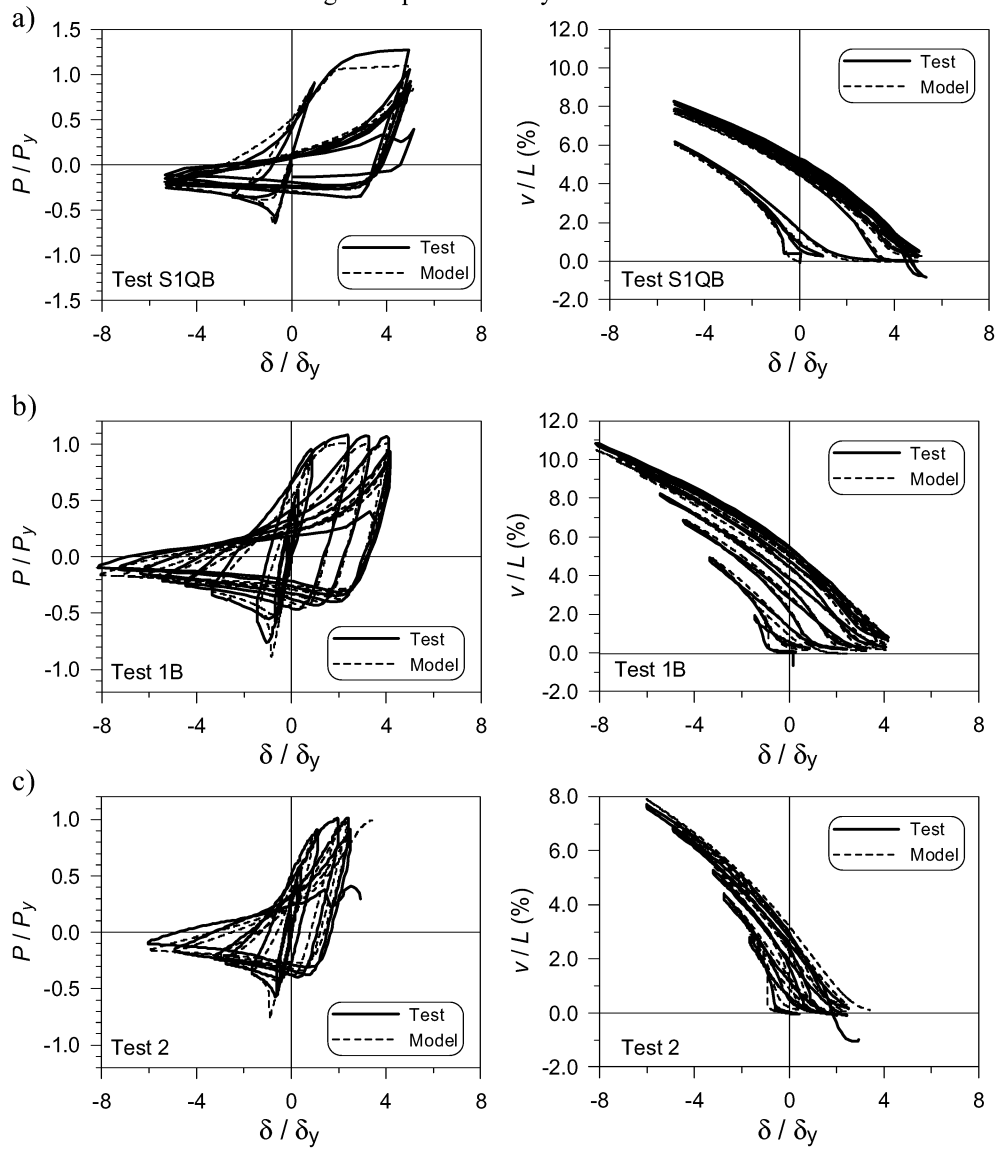 a)
1.5
1.0
0.5
0.0
-0.5
-1.0
-1.5
P / Py
Test
Model
Test S1QB
-8 -4 0 4 8
δ / δy
12.0
10.0
8.0
6.0
4.0
2.0
0.0
-2.0
v / L (%)
Test
Model
Test S1QB
-8 -4 0 4 8
δ / δy
b)
1.0
0.5
0.0
-0.5
-1.0
P / Py
Test
Model
Test 1B
-8 -4 0 4 8
δ / δy
12.0
10.0
8.0
6.0
4.0
2.0
0.0
-2.0
v / L (%)
Test
Model
Test 1B
-8 -4 0 4 8
δ / δy
c)
1.0
0.5
0.0
-0.5
-1.0
P / Py
Test
Model
Test 2
-8 -4 0 4 8
δ / δy
8.0
6.0
4.0
2.0
0.0
-2.0
v / L (%)
Test
Model
Test 2
-8 -4 0 4 8
δ / δy